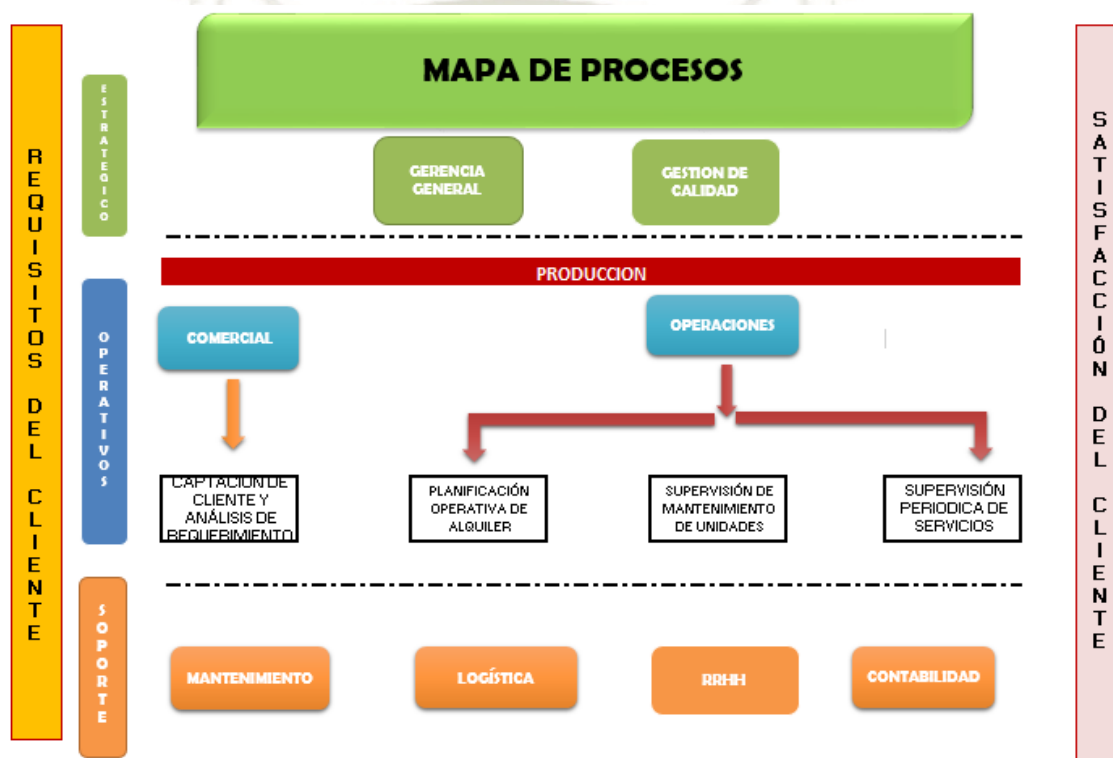 MAPA DE PROCESOS
REQUISITOS DEL CLIENTE
ESTRATEGICO
GERENCIA
GENERAL
GESTION DE
CALIDAD
PRODUCCION
OPERATIVOS
COMERCIAL
OPERACIONES
CAPTACIÓN DE
CLIENTE Y
ANÁLISIS DE
REQUERIMIENTO
PLANIFICACIÓN
OPERATIVA DE
ALQUILER
SUPERVISIÓN DE
MANTENIMIENTO
DE UNIDADES
SUPERVISIÓN
PERIODICA DE
SERVICIOS
SOPORTE
MANTENIMIENTO
LOGÍSTICA
RRHH
CONTABILIDAD
SATISFACCIÓN DEL CLIENTE